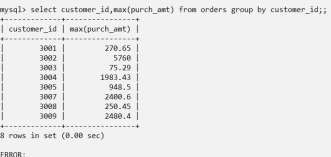 mysql> select customer_id,max(purch_amt) from orders group by customer_id;;
+-------------+----------------+
| customer_id | max(purch_amt) |
+-------------+----------------+
| 3001 | 270.65 |
| 3002 | 5760 |
| 3003 | 75.29 |
| 3004 | 1983.43 |
| 3005 | 948.5 |
| 3007 | 2400.6 |
| 3008 | 250.45 |
| 3009 | 2480.4 |
+-------------+----------------+
8 rows in set (0.00 sec)
ERROR: